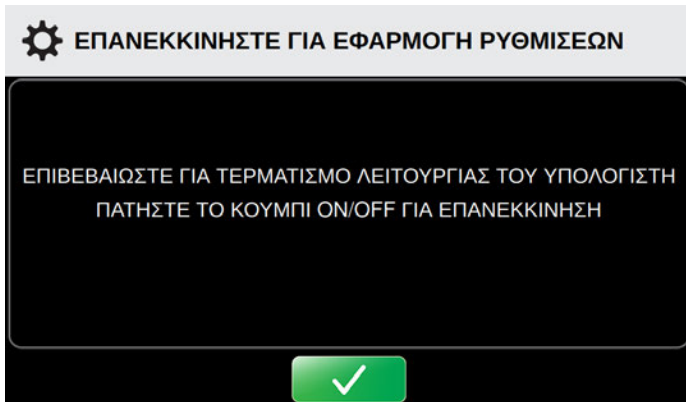 ΕΠΑΝΕΚΚΙΝΗΣΤΕ ΓΙΑ ΕΦΑΡΜΟΓΗ ΡΥΘΜΙΣΕΩΝ
ΕΠΙΒΕΒΑΙΩΣΤΕ ΓΙΑ ΤΕΡΜΑΤΙΣΜΟ ΛΕΙΤΟΥΡΓΙΑΣ ΤΟΥ ΥΠΟΛΟΓΙΣΤΗ
ΠΑΤΗΣΤΕ ΤΟ ΚΟΥΜΠΙ ON/OFF ΓΙΑ ΕΠΑΝΕΚΚΙΝΗΣΗ